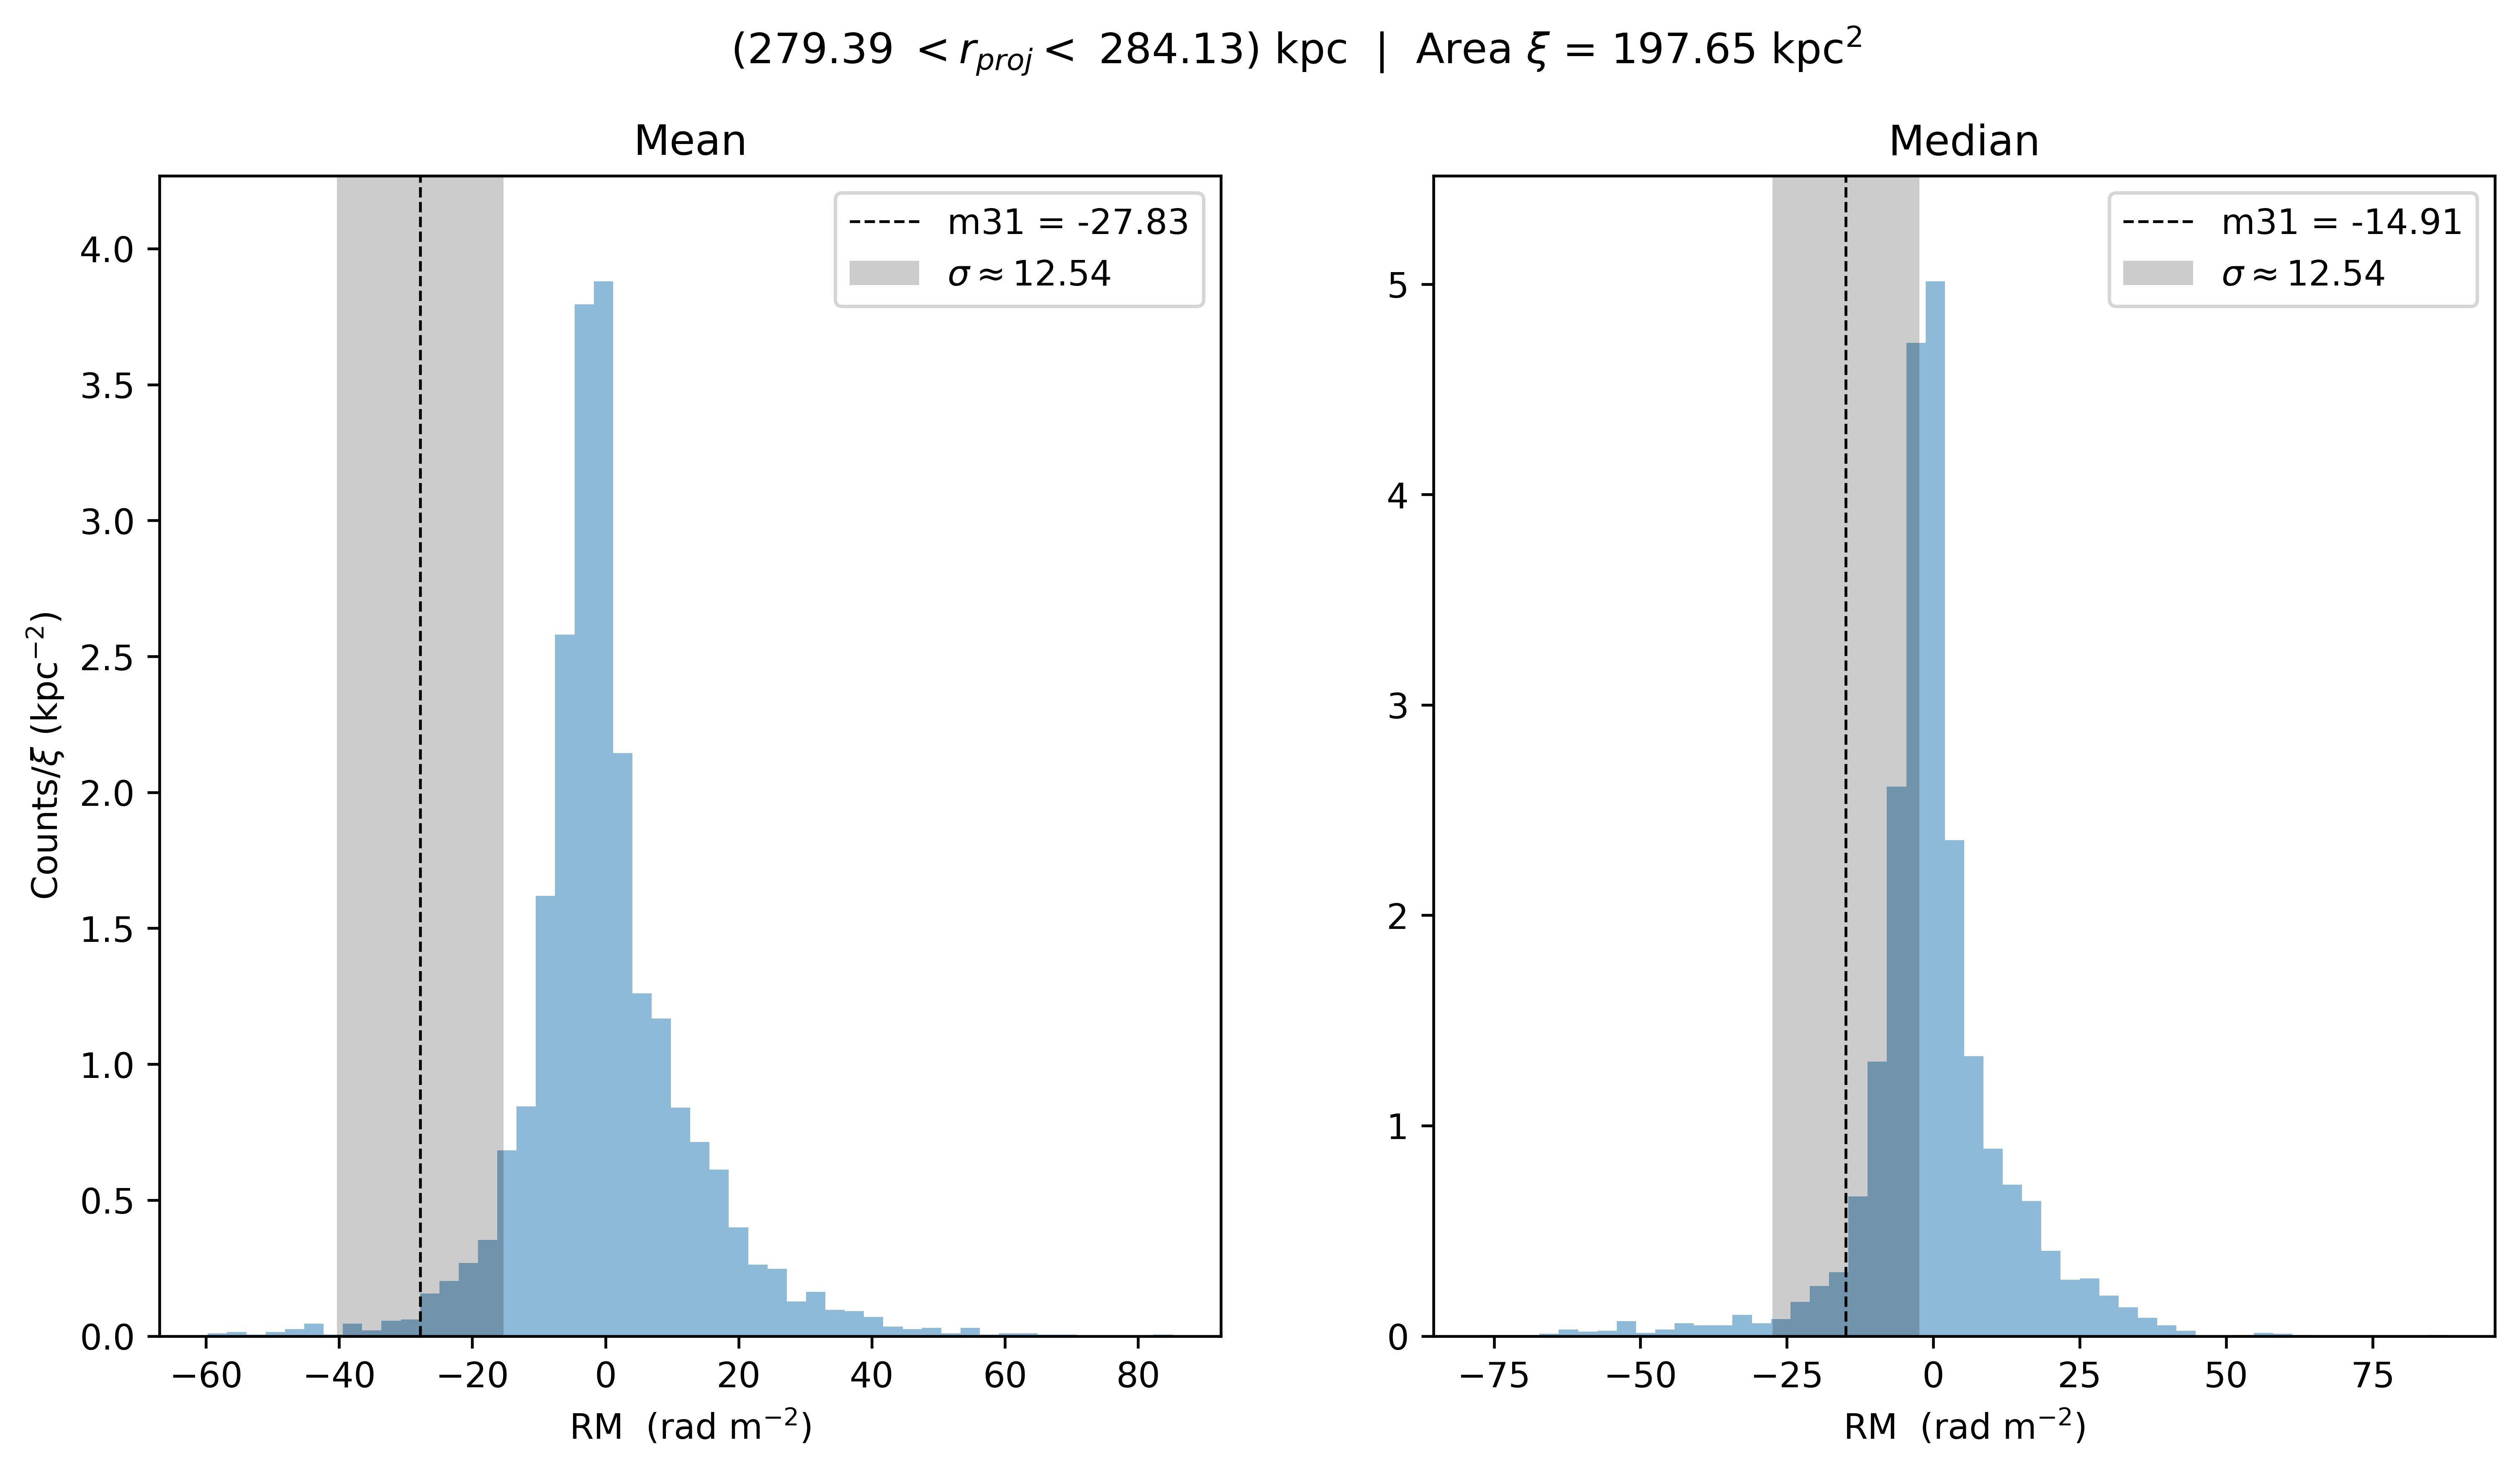 (279.39 < r_proj < 284.13) kpc | Area ξ = 197.65 kpc²
Mean
m31 = -27.83
σ ≈ 12.54
Counts/ξ (kpc⁻²)
4.0
3.5
3.0
2.5
2.0
1.5
1.0
0.5
0.0
−60 −40 −20 0 20 40 60 80
RM (rad m⁻²)
Median
m31 = -14.91
σ ≈ 12.54
5
4
3
2
1
0
−75 −50 −25 0 25 50 75
RM (rad m⁻²)